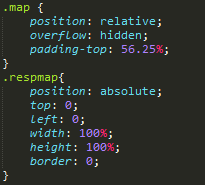 .map {
position: relative;
overflow: hidden;
padding-top: 56.25%;
}
.respmap{
position: absolute;
top: 0;
left: 0;
width: 100%;
height: 100%;
border: 0;
}